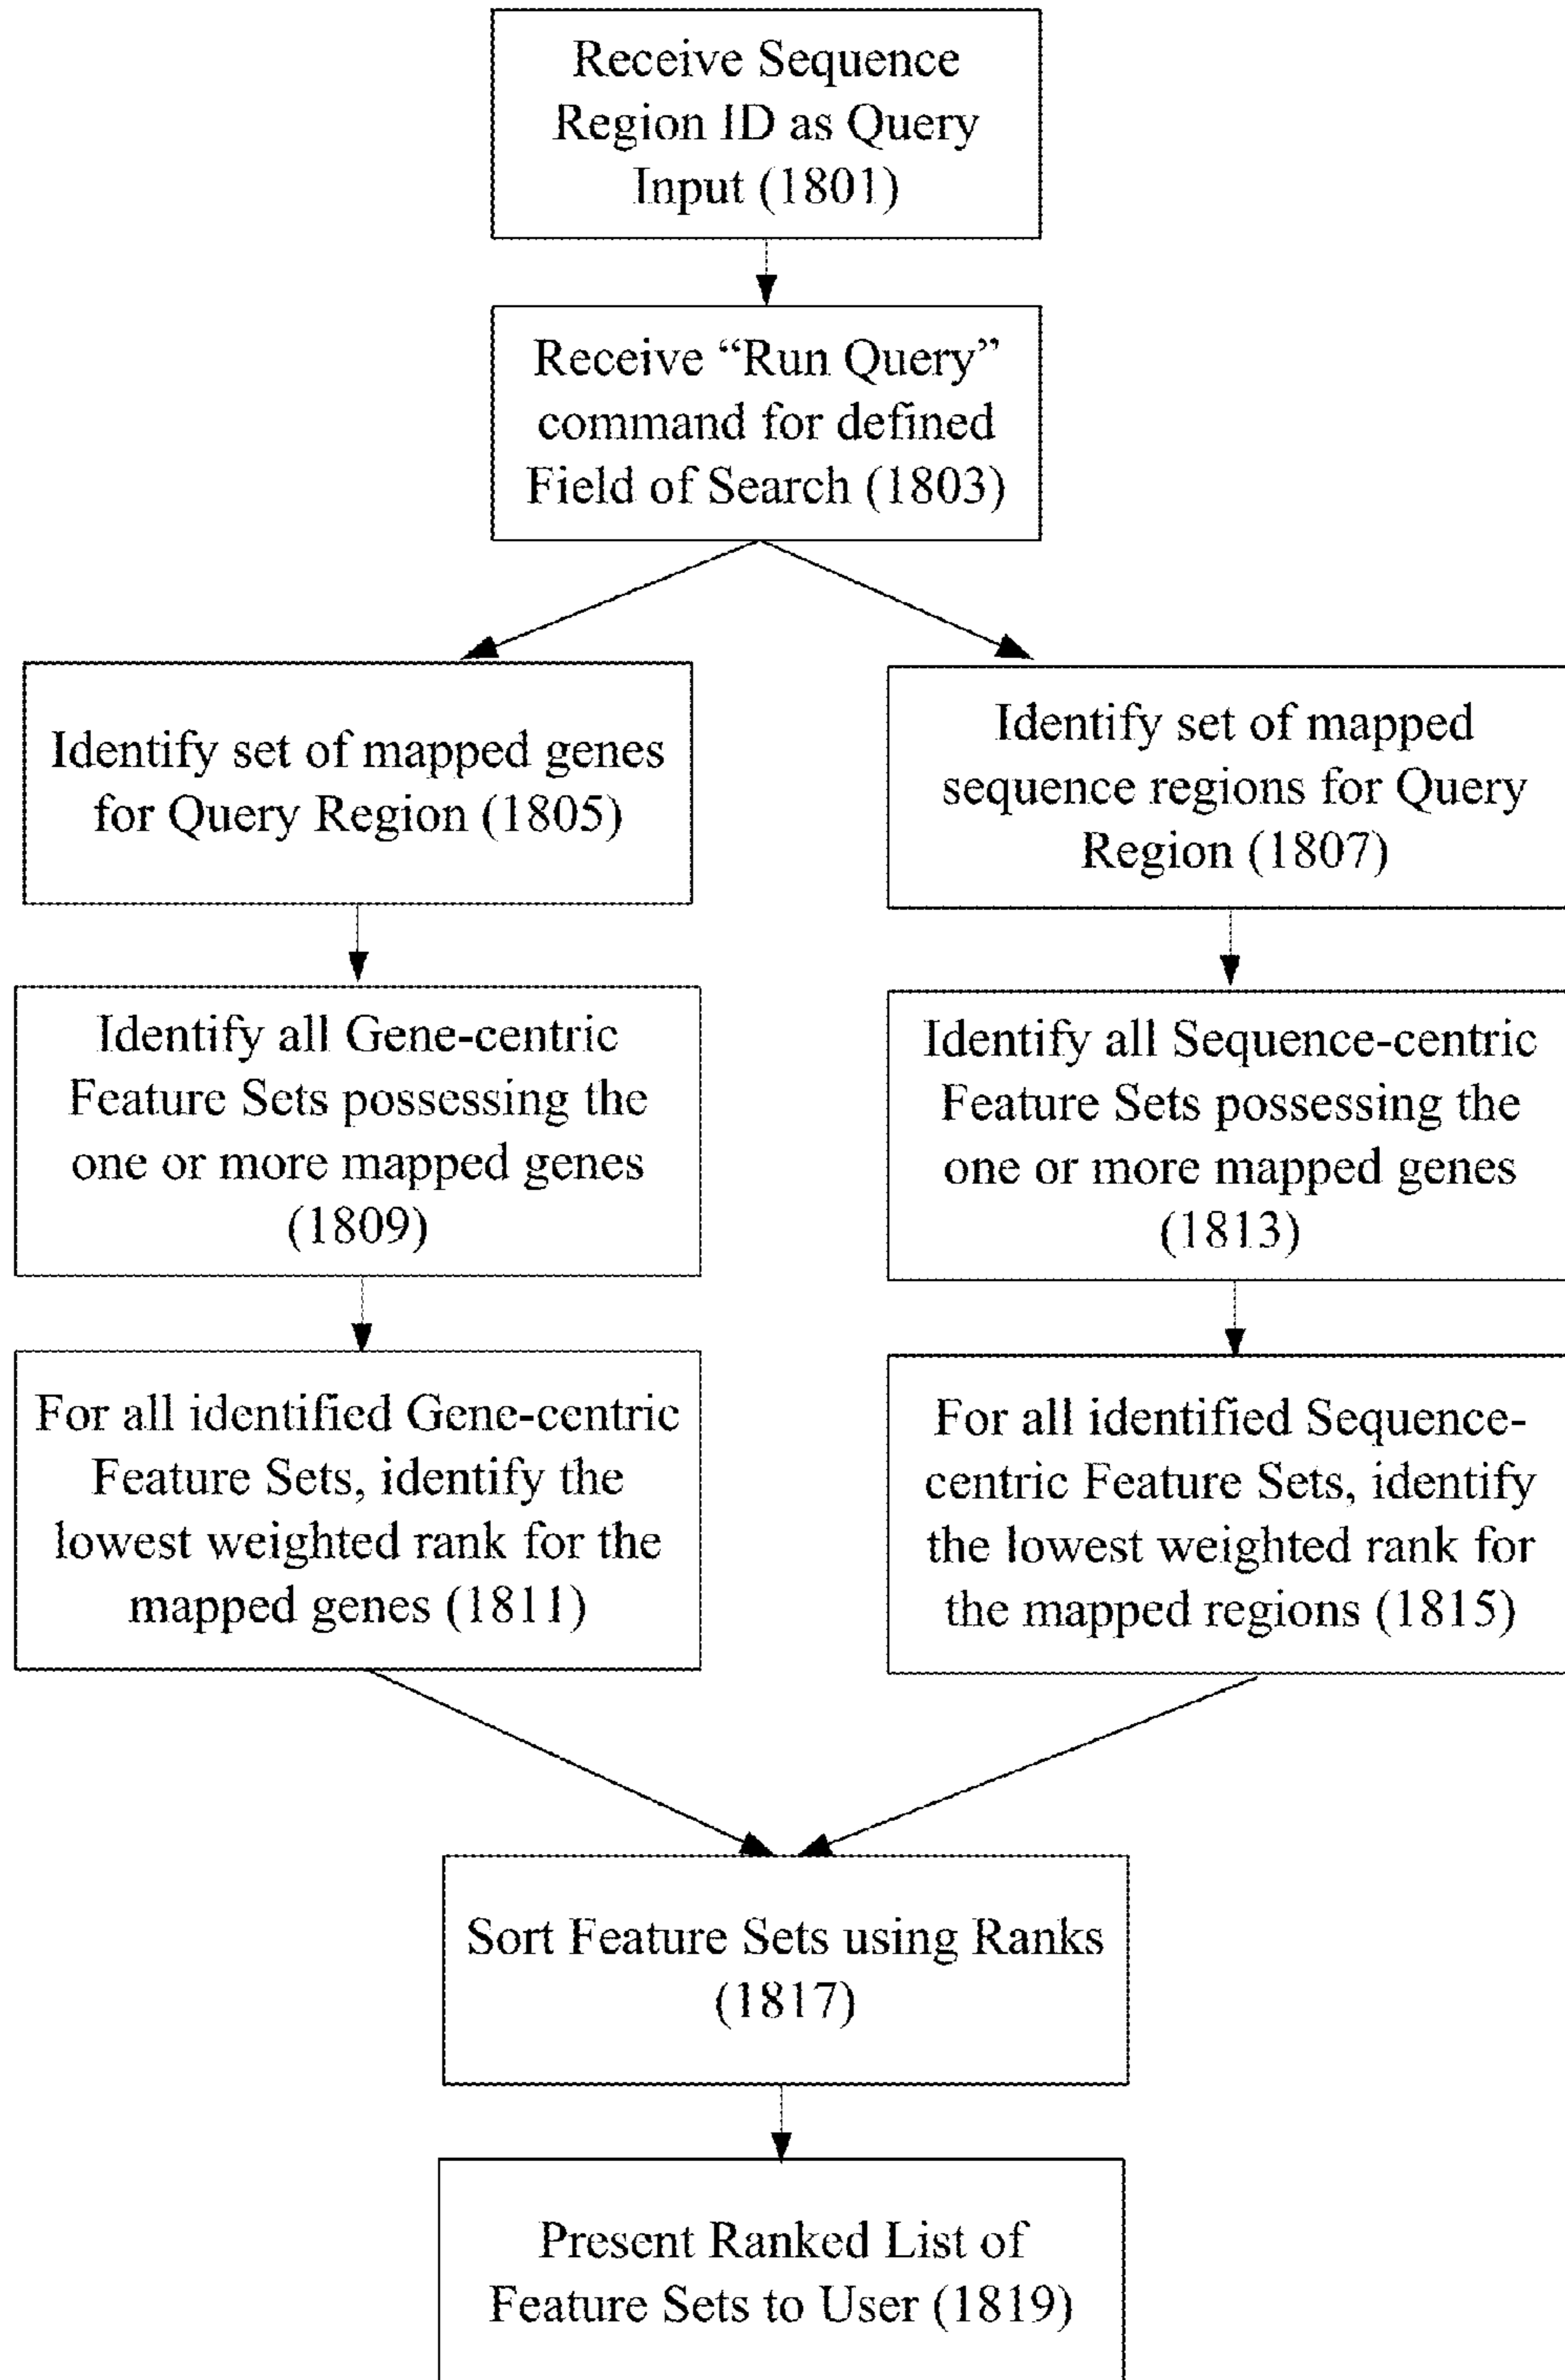 Receive Sequence
Region ID as Query
Input (1801)
Receive “Run Query”
command for defined
Field of Search (1803)
Identify set of mapped genes
for Query Region (1805)
Identify set of mapped
sequence regions for Query
Region (1807)
Identify all Gene-centric
Feature Sets possessing the
one or more mapped genes
(1809)
Identify all Sequence-centric
Feature Sets possessing the
one or more mapped genes
(1813)
For all identified Gene-centric
Feature Sets, identify the
lowest weighted rank for the
mapped genes (1811)
For all identified Sequence-
centric Feature Sets, identify
the lowest weighted rank for
the mapped regions (1815)
Sort Feature Sets using Ranks
(1817)
Present Ranked List of
Feature Sets to User (1819)